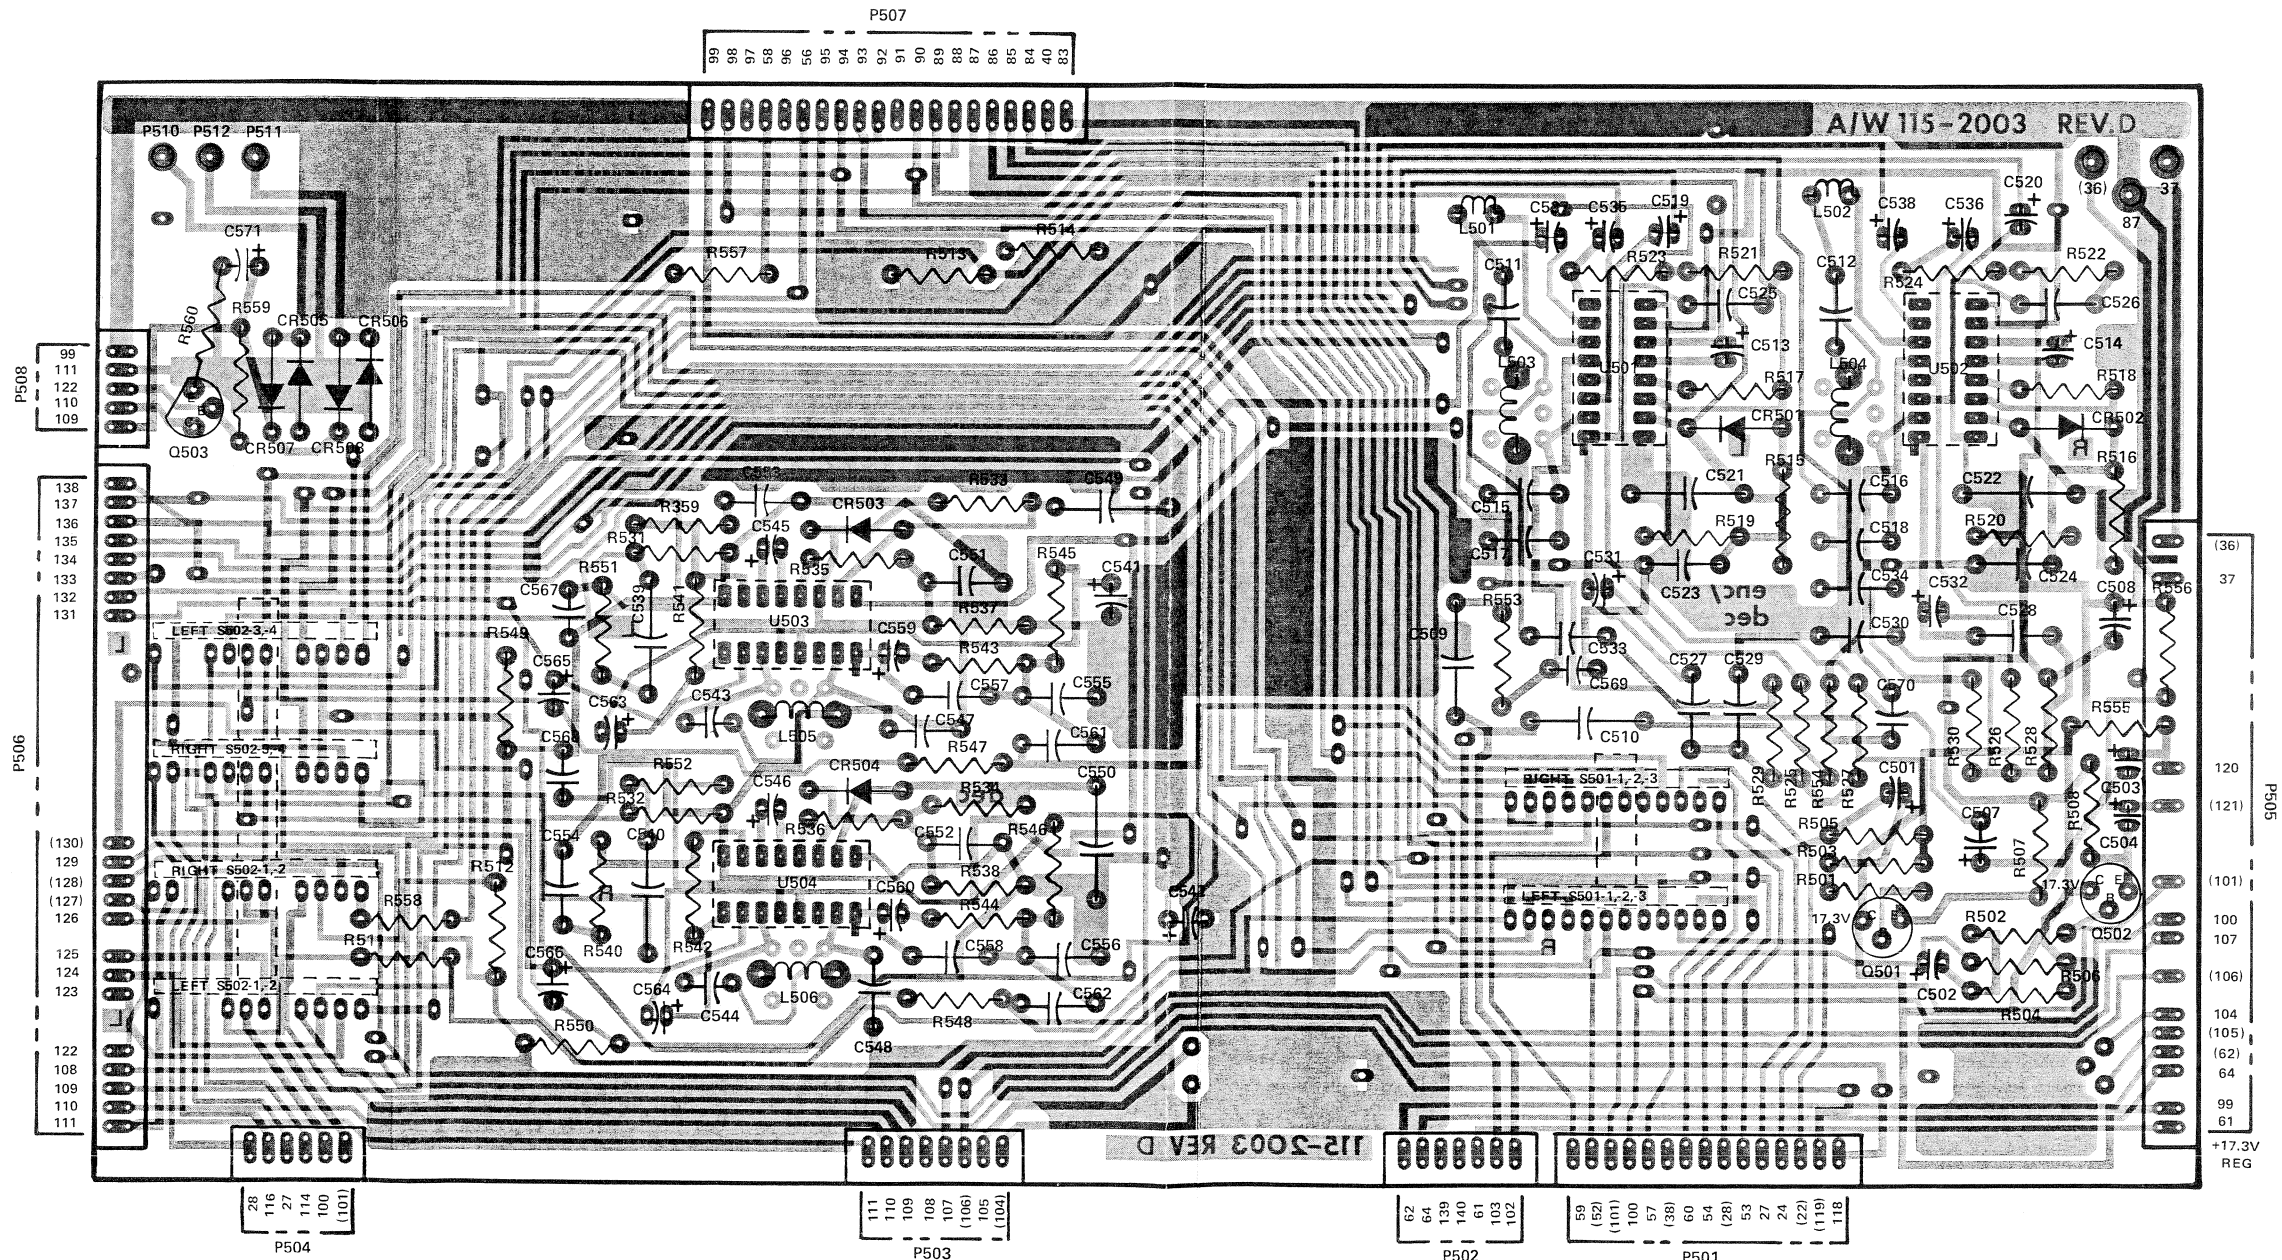 P507
99 98 97 58 96 56 95 94 93 92 91 90 89 88 87 86 85 84 40 83
P510 P512 P511
A/W 115-2003 REV.D
(36) 37
87
C571
R560 R559
CR505 CR506
CR507
Q503
P508
99
111
122
110
109
R557 R513 R514
L501 C535 C519
L502 C538 C536 C520
C511 R523 R521
C512 R524 R522
C525 C526
C513 C514
L503 U501 R517
L504 U502 R518
CR501 CR502
R515 R516
C515 C521 C516 C522
C517 R519 C518 R520
C531 C523 C534 C532 C524
C508 R556
enc/
dec
R553 C509 C533 C530 C528
C569 C527 C529 C570
C510
R529 R525 R554 R527
R530 R526 R528 R555
C501 C503 C504
C507 R508 R507
R505
R503
R501
17.3V C E B
17.3V C E B
Q501 Q502
R502
R506
R504
C502
RIGHT S501-1,-2,-3
LEFT S501-1,-2,-3
C553 R533 C549
R359 CR503
R531 C545 R535
C551 R545 C541
C567 R551 C539 R541
U503 R537
R549 C559 R543
C565 C557 C555
C563 C543 C547 C561
L505 R547
R552 CR504 C550
R532 C546 R536
C552 R546
C554 C540 R538
R512 U504 C560 R544
R540 R542 C558 C556
C566 C564 C544 L506 C562
R550 C548 R548
R558
LEFT S502-3,-4
RIGHT S502-3,-4
RIGHT S502-1,-2
LEFT S502-1,-2
P506
138
137
136
135
134
133
132
131
(130)
129
(128)
(127)
126
125
124
123
122
108
109
110
111
P505
(36)
37
120
(121)
(101)
100
107
(106)
104
(105)
(62)
64
99
61
+17.3V
REG
115-2003 REV D
28 116 27 114 100 (101)
P504
111 110 109 108 107 (106) 105 (104)
P503
62 64 139 140 61 103 102
P502
59 (52) (101) 100 57 (38) 60 54 (28) 53 27 24 (22) (119) 118
P501